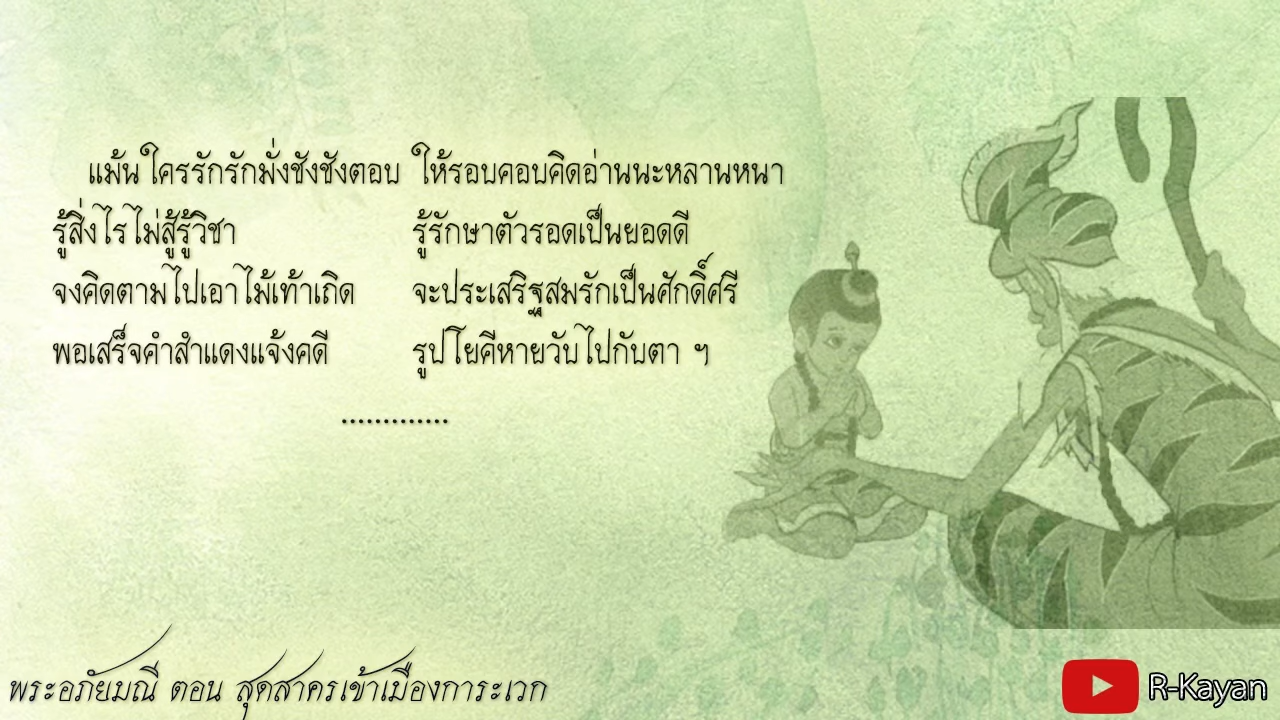 แม้นใครรักรักมั่งชังชังตอบ ให้รอบคอบคิดอ่านนะหลานหนา
รู้สิ่งไรไม่สู้รู้วิชา รู้รักษาตัวรอดเป็นยอดดี
จงคิดตามไปเอาไม้เท้าเถิด จะประเสริฐสมรักเป็นศักดิ์ศรี
พอเสร็จคำสำแดงแจ้งคดี รูปโยคีหายวับไปกับตา ฯ
.............
พระอภัยมณี ตอน สุดสาครเข้าเมืองการะเวก
R-Kayan